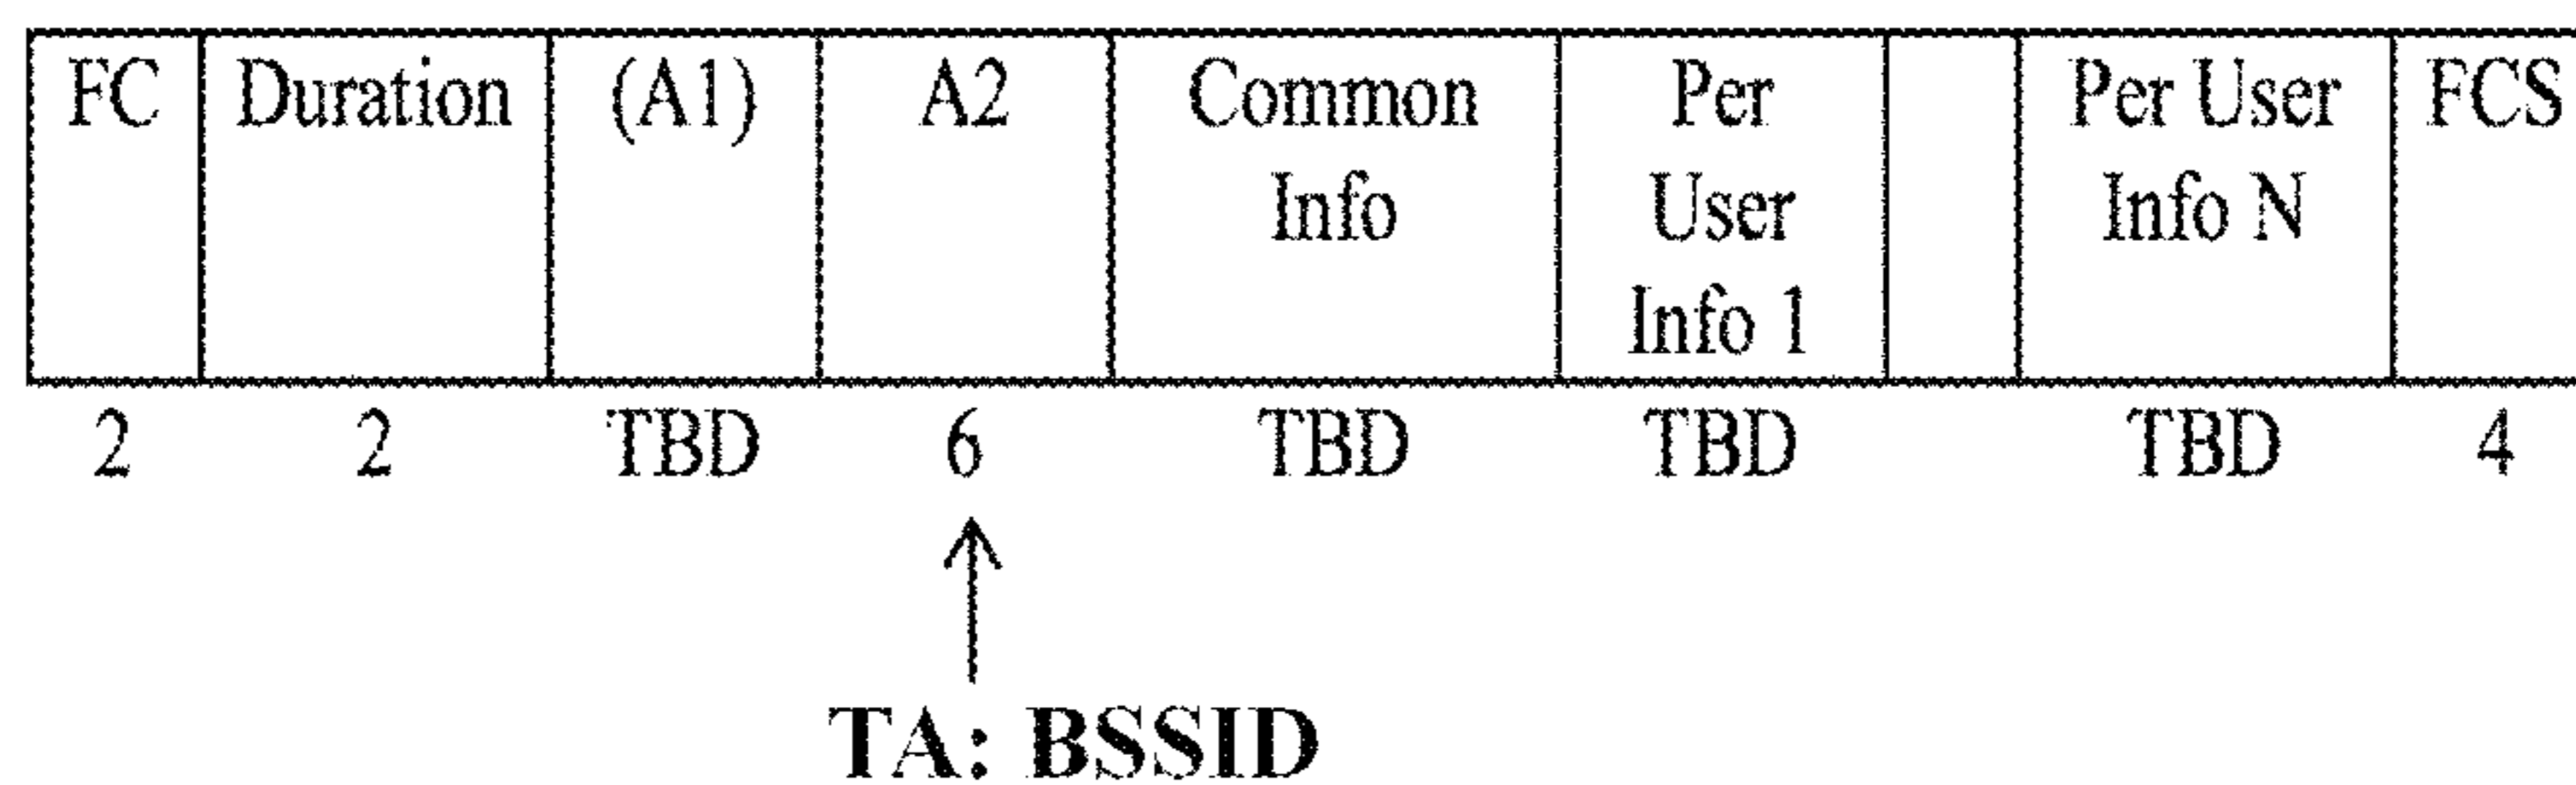 FC Duration (A1) A2 Common Per Per User FCS
Info User Info N
Info 1
2 2 TBD 6 TBD TBD TBD 4
TA: BSSID